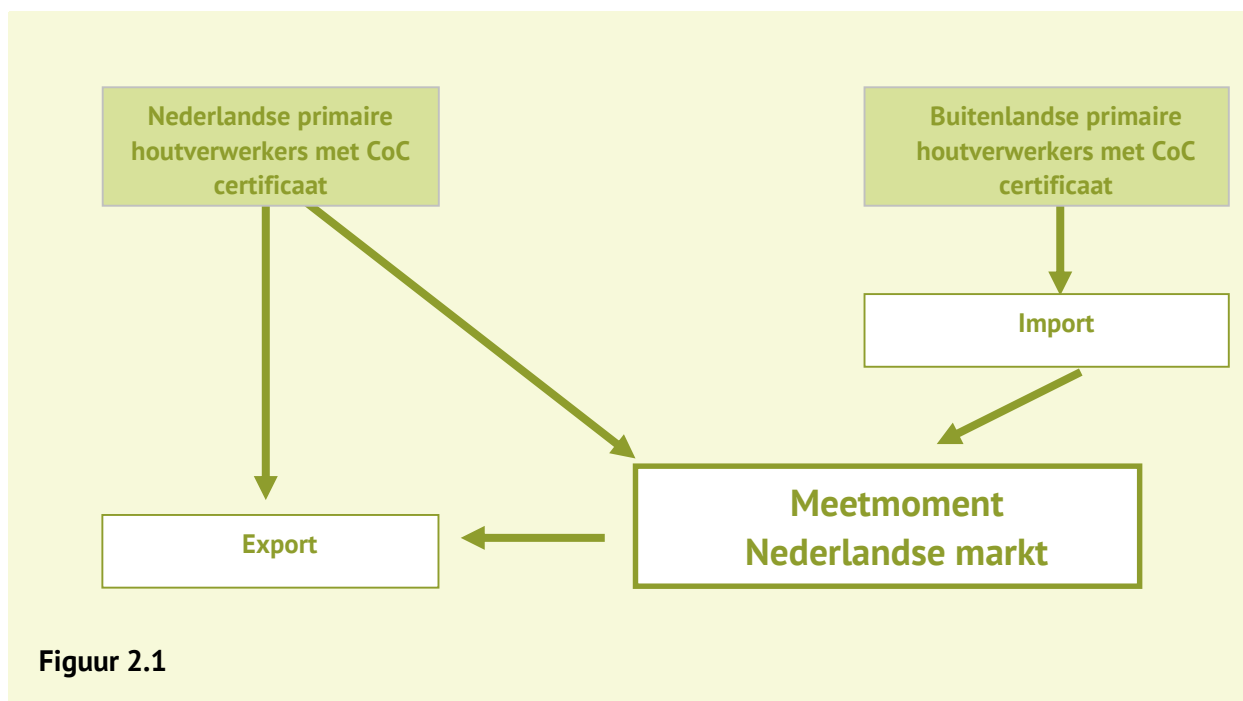 Nederlandse primaire
houtverwerkers met CoC
certificaat
Buitenlandse primaire
houtverwerkers met CoC
certificaat
Import
Meetmoment
Nederlandse markt
Export
Figuur 2.1